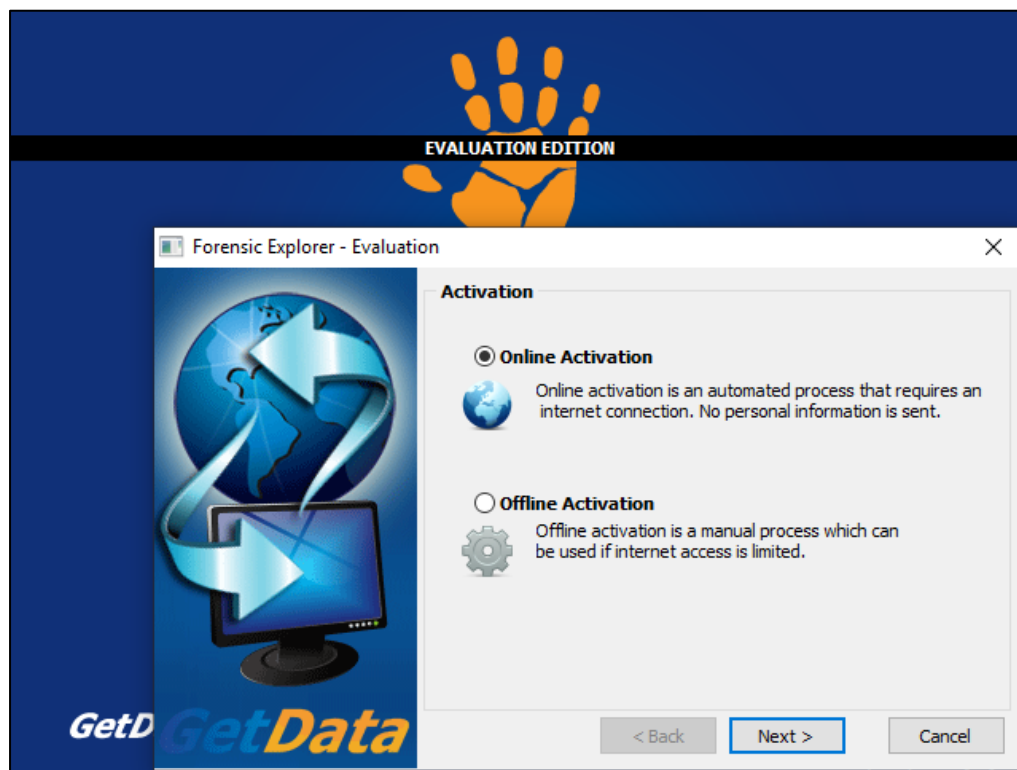 EVALUATION EDITION
Forensic Explorer - Evaluation
Activation
Online Activation
Online activation is an automated process that requires an
internet connection. No personal information is sent.
Offline Activation
Offline activation is a manual process which can
be used if internet access is limited.
GetD
GetData
< Back
Next >
Cancel